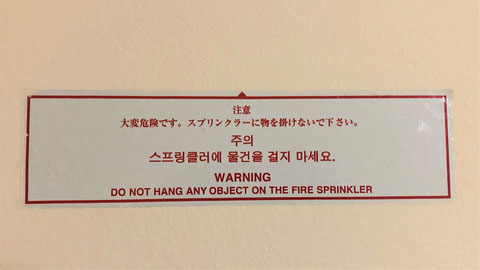 注意
大変危険です。スプリンクラーに物を掛けないで下さい。
주의
스프링클러에 물건을 걸지 마세요.
WARNING
DO NOT HANG ANY OBJECT ON THE FIRE SPRINKLER